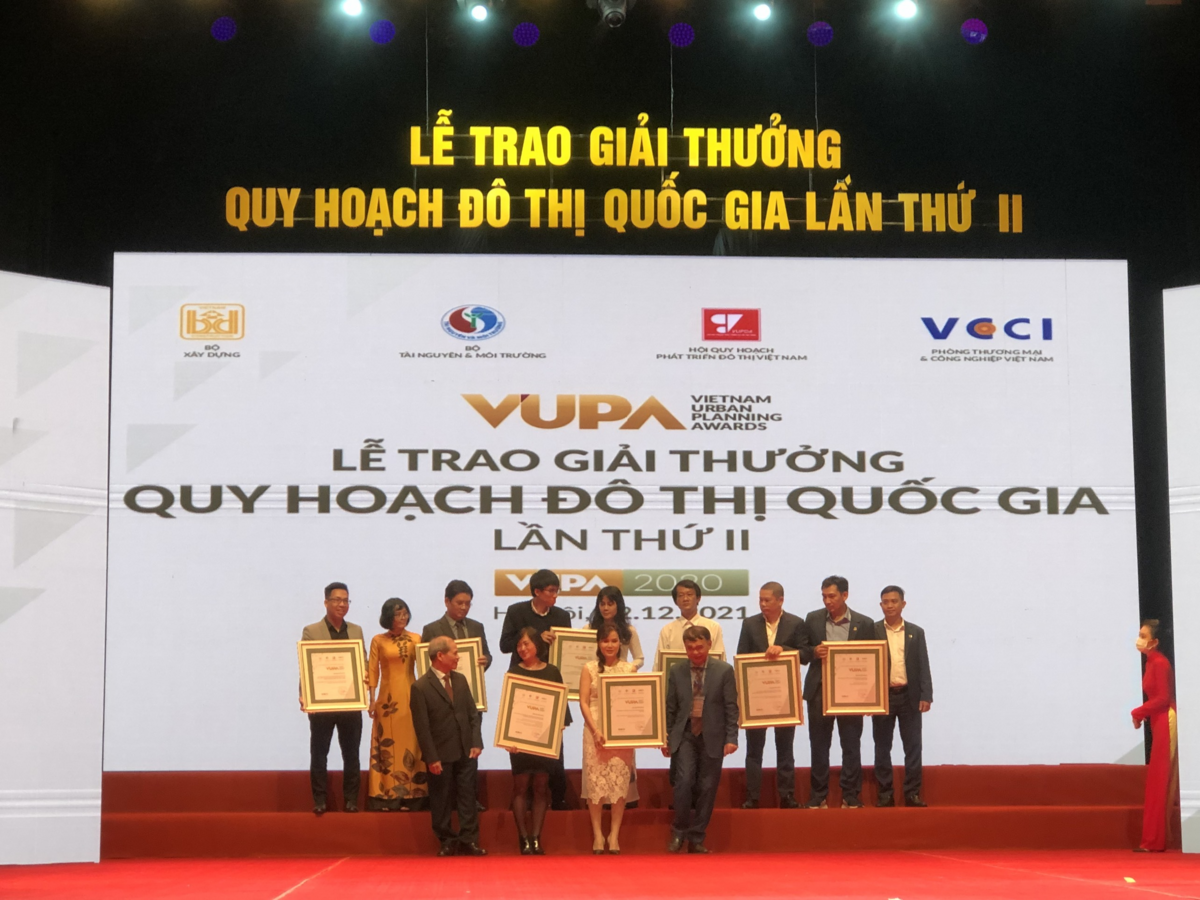 LỄ TRAO GIẢI THƯỞNG
QUY HOẠCH ĐÔ THỊ QUỐC GIA LẦN THỨ II
BỘ
XÂY DỰNG
BỘ
TÀI NGUYÊN & MÔI TRƯỜNG
VUPDA
HỘI QUY HOẠCH
PHÁT TRIỂN ĐÔ THỊ VIỆT NAM
VCCI
PHÒNG THƯƠNG MẠI
& CÔNG NGHIỆP VIỆT NAM
VUPA
VIETNAM
URBAN
PLANNING
AWARDS
LỄ TRAO GIẢI THƯỞNG
QUY HOẠCH ĐÔ THỊ QUỐC GIA
LẦN THỨ II
VUPA 2020
2.12.2021